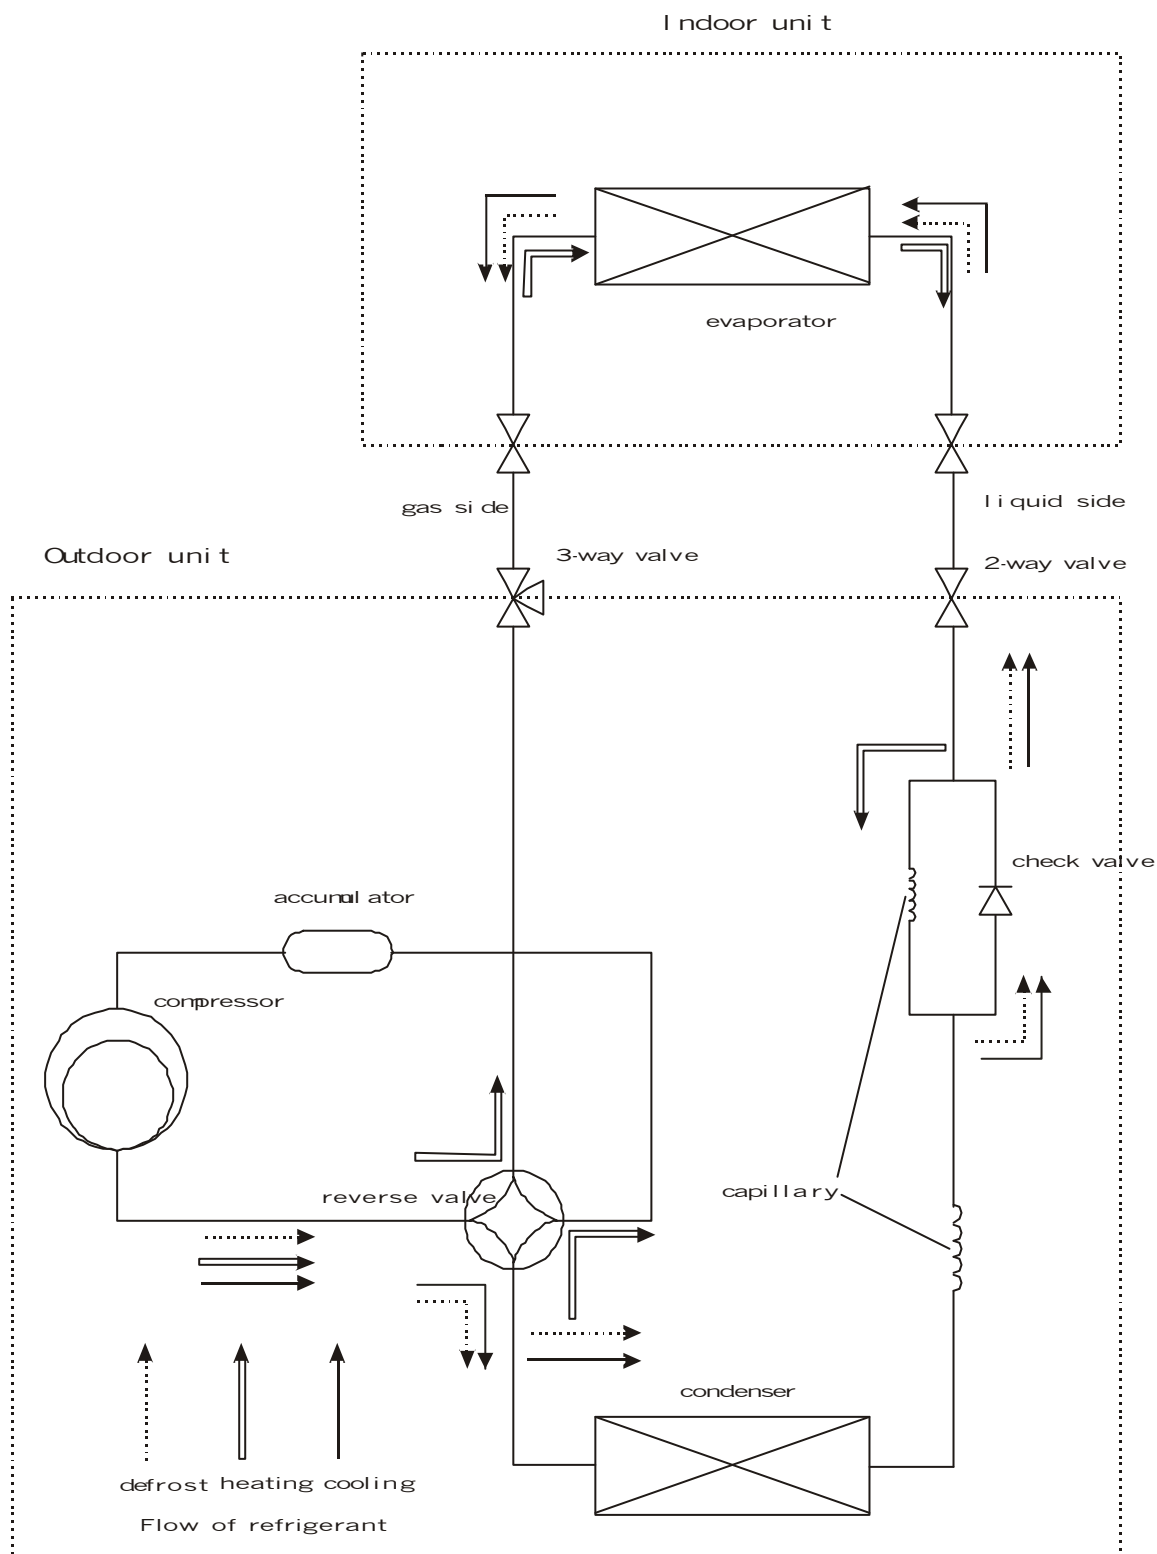 Indoor unit
evaporator
gas side
liquid side
Outdoor unit
3-way valve
2-way valve
check valve
accumulator
compressor
reverse valve
capillary
condenser
defrost heating cooling
Flow of refrigerant